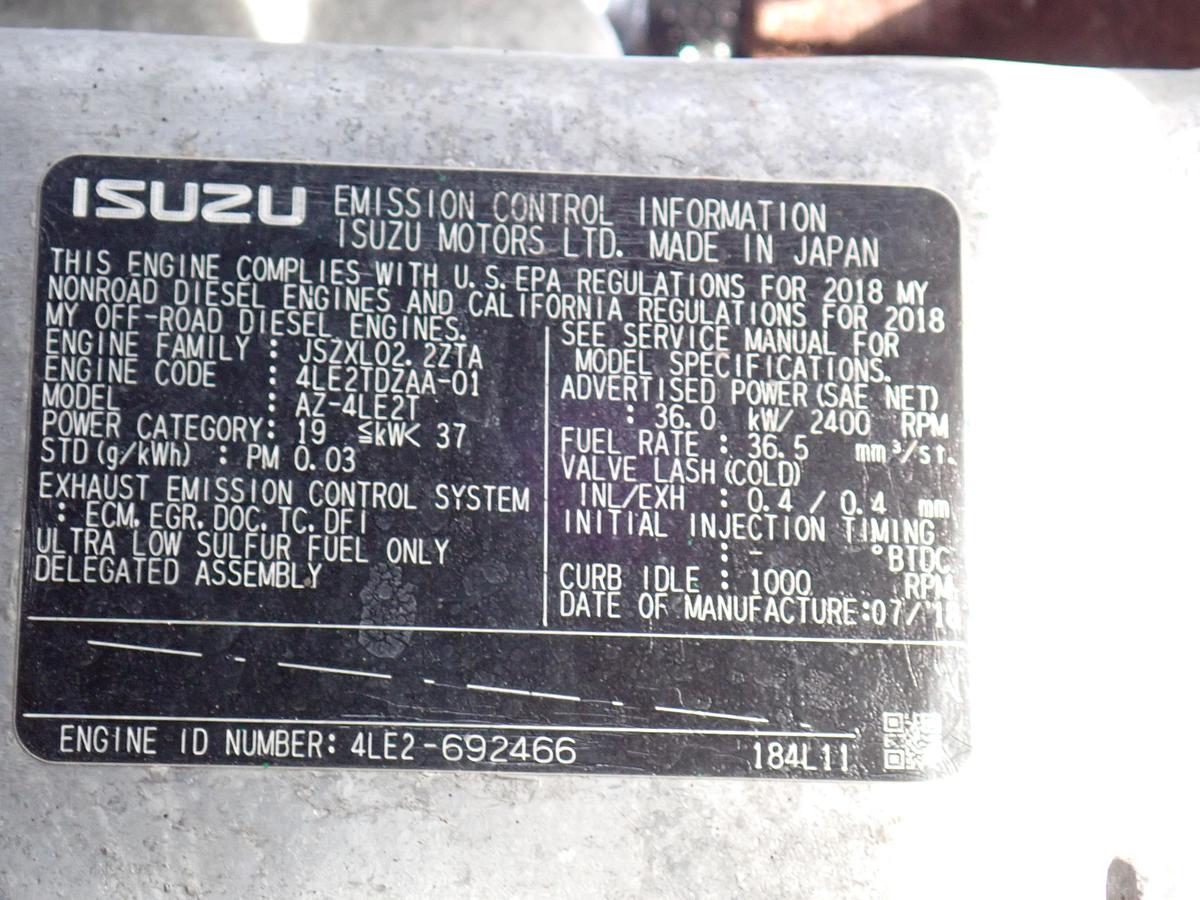 ISUZU EMISSION CONTROL INFORMATION
ISUZU MOTORS LTD. MADE IN JAPAN
THIS ENGINE COMPLIES WITH U.S. EPA REGULATIONS FOR 2018 MY
NONROAD DIESEL ENGINES AND CALIFORNIA REGULATIONS FOR 2018
MY OFF-ROAD DIESEL ENGINES.
ENGINE FAMILY : JSZXL02.2ZTA
ENGINE CODE : 4LE2TDZAA-01
MODEL : AZ-4LE2T
POWER CATEGORY: 19 ≦kW< 37
STD (g/kWh) : PM 0.03
EXHAUST EMISSION CONTROL SYSTEM
: ECM, EGR, DOC, TC, DFI
ULTRA LOW SULFUR FUEL ONLY
DELEGATED ASSEMBLY
SEE SERVICE MANUAL FOR
MODEL SPECIFICATIONS.
ADVERTISED POWER (SAE NET)
: 36.0 kW/ 2400 RPM
FUEL RATE : 36.5 mm³/st.
VALVE LASH (COLD)
INL/EXH : 0.4 / 0.4 mm
INITIAL INJECTION TIMING
: - °BTDC
CURB IDLE : 1000 RPM
DATE OF MANUFACTURE:07/'18
ENGINE ID NUMBER: 4LE2-692466 184L11